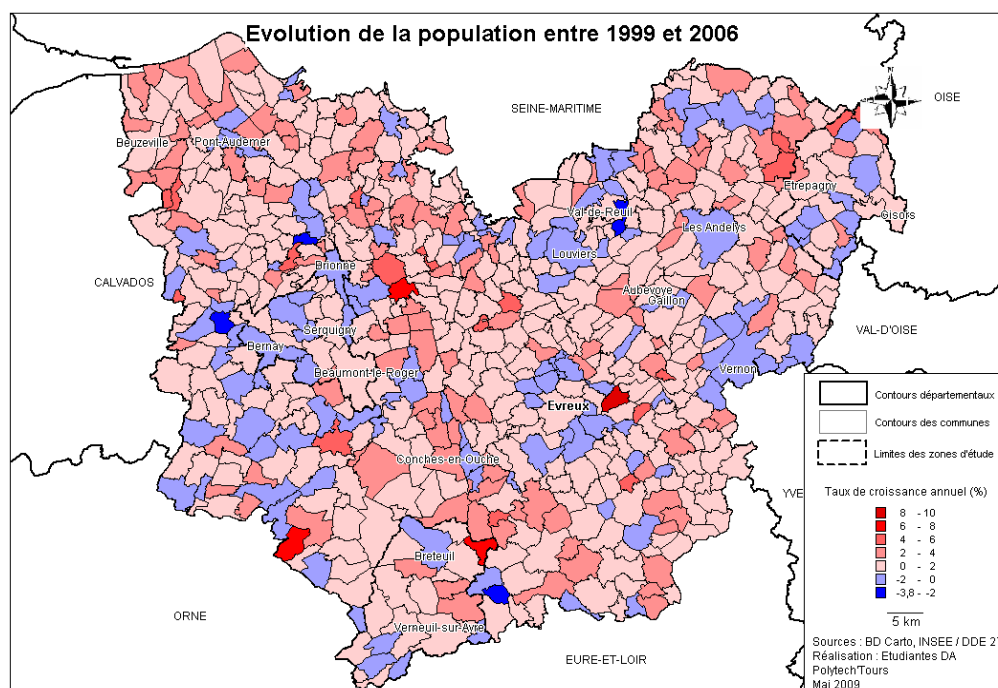 Evolution de la population entre 1999 et 2006
SEINE-MARITIME
OISE
Beuzeville
Pont-Audemer
Etrepagny
Gisors
Val-de-Reuil
Les Andelys
Louviers
CALVADOS
Brionne
Aubevoye
Gaillon
Serquigny
Bernay
VAL-D'OISE
Beaumont-le-Roger
Vernon
Evreux
Conches-en-Ouche
YVE
Breteuil
ORNE
Verneuil-sur-Avre
EURE-ET-LOIR
Contours départementaux
Contours des communes
Limites des zones d'étude
Taux de croissance annuel (%)
8 - 10
6 - 8
4 - 6
2 - 4
0 - 2
-2 - 0
-3,8 - -2
5 km
Sources : BD Carto, INSEE / DDE 27
Réalisation : Etudiantes DA
Polytech'Tours
Mai 2009